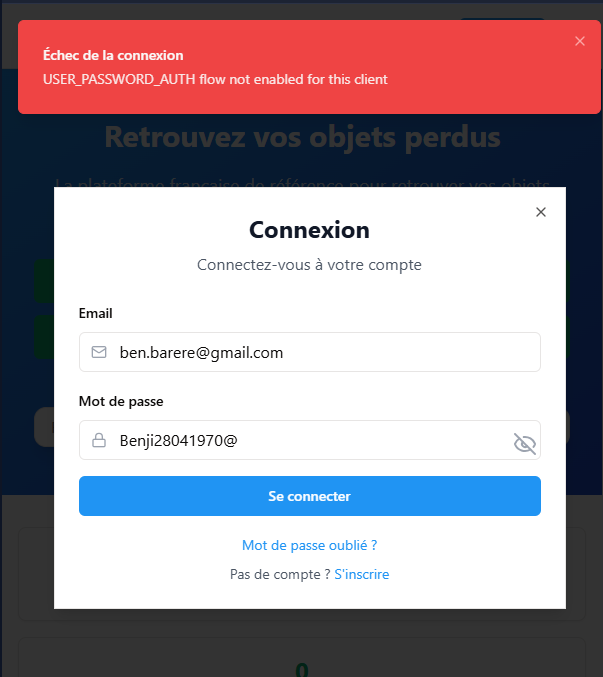 Échec de la connexion
USER_PASSWORD_AUTH flow not enabled for this client
Retrouvez vos objets perdus
La plateforme française de référence pour retrouver vos objets
Connexion
Connectez-vous à votre compte
Email
ben.barere@gmail.com
Mot de passe
Benji28041970@
Se connecter
Mot de passe oublié ?
Pas de compte ? S'inscrire
0